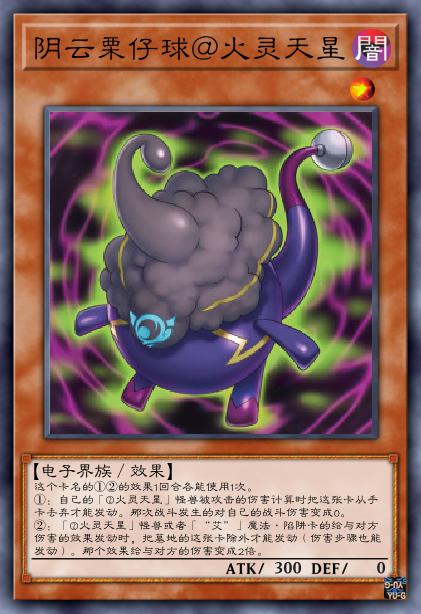 阴云栗仔球@火灵天星
闇
【电子界族／效果】
这个卡名的①②的效果1回合各能使用1次。
①：自己的「@火灵天星」怪兽被攻击的伤害计算时把这张卡从手
卡丢弃才能发动。那次战斗发生的对自己的战斗伤害变成0。
②：「@火灵天星」怪兽或者「“艾”」魔法·陷阱卡的给与对方
伤害的效果发动时，把墓地的这张卡除外才能发动（伤害步骤也能
发动）。那个效果给与对方的伤害变成2倍。
ATK/ 300 DEF/ 0